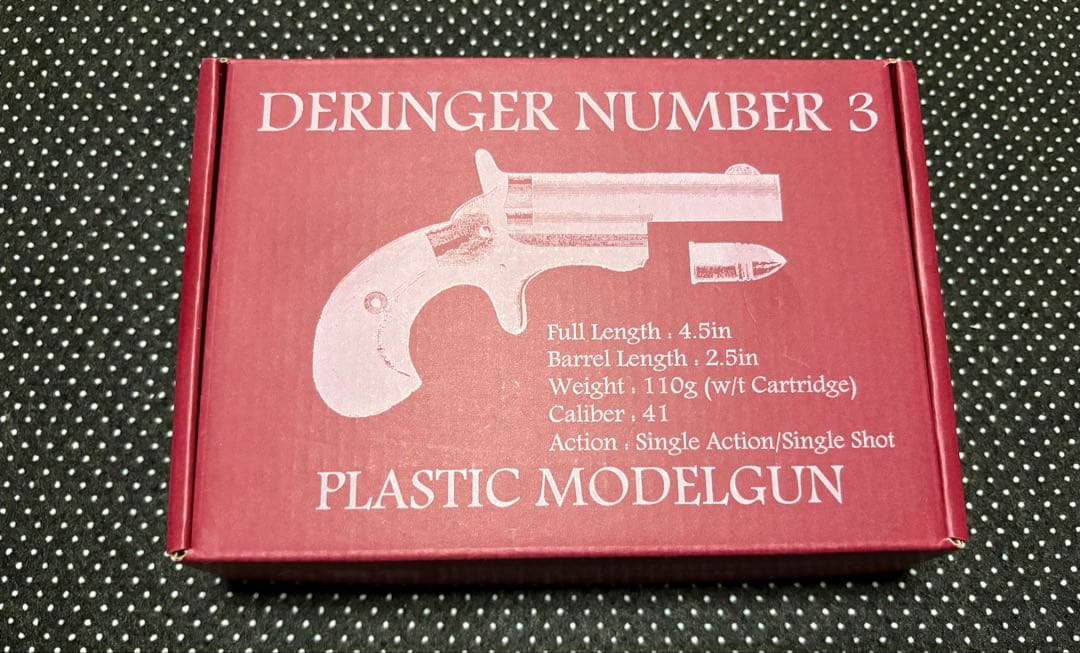 DERINGER NUMBER 3
Full Length : 4.5in
Barrel Length : 2.5in
Weight : 110g (w/t Cartridge)
Caliber : 41
Action : Single Action/Single Shot
PLASTIC MODELGUN